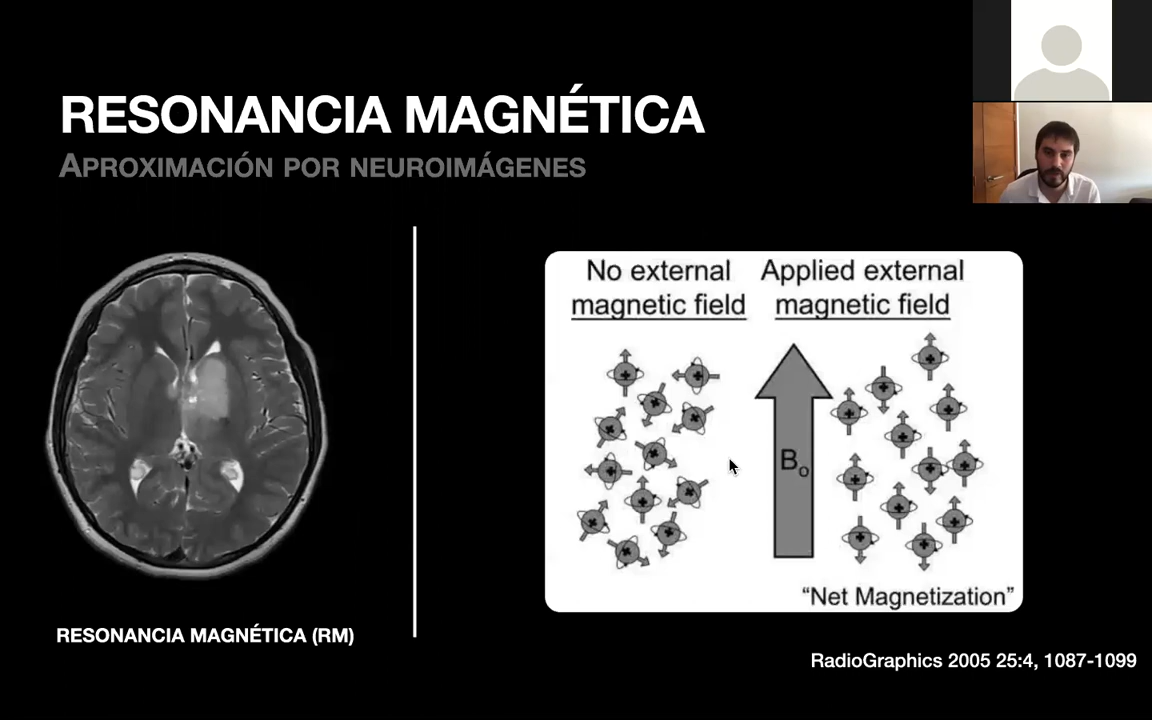 RESONANCIA MAGNÉTICA
APROXIMACIÓN POR NEUROIMÁGENES
No external
magnetic field
Applied external
magnetic field
Bo
“Net Magnetization”
RESONANCIA MAGNÉTICA (RM)
RadioGraphics 2005 25:4, 1087-1099